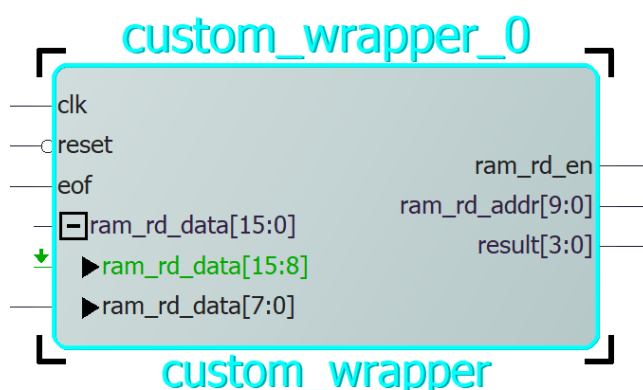 custom_wrapper_0
clk
reset
eof
ram_rd_data[15:0]
ram_rd_data[15:8]
ram_rd_data[7:0]
ram_rd_en
ram_rd_addr[9:0]
result[3:0]
custom_wrapper